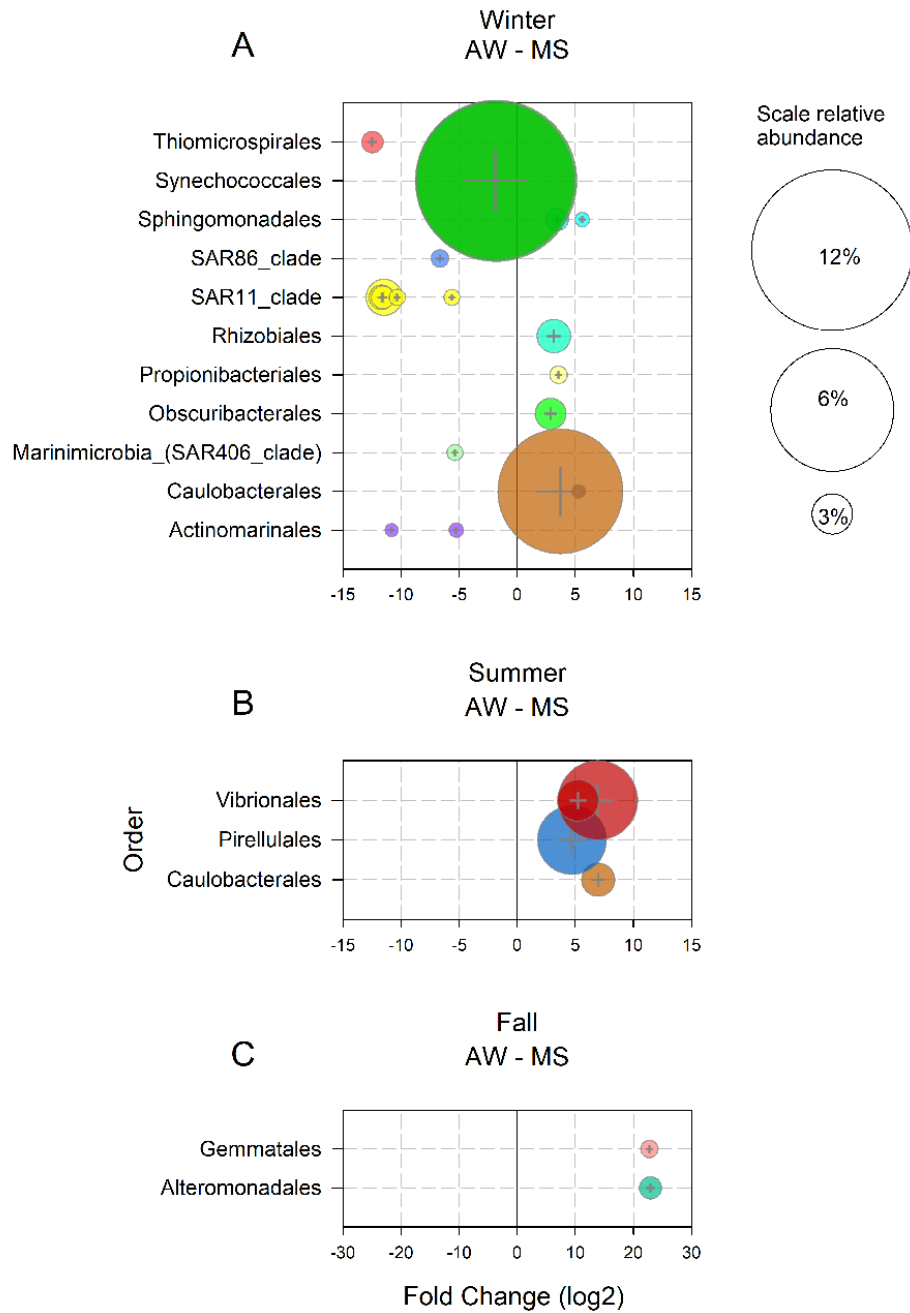 A
Winter
AW - MS
Scale relative
abundance
12%
6%
3%
Thiomicrospirales
Synechococcales
Sphingomonadales
SAR86_clade
SAR11_clade
Rhizobiales
Propionibacteriales
Obscuribacterales
Marinimicrobia_(SAR406_clade)
Caulobacterales
Actinomarinales
-15 -10 -5 0 5 10 15
B
Summer
AW - MS
Order
Vibrionales
Pirellulales
Caulobacterales
-15 -10 -5 0 5 10 15
C
Fall
AW - MS
Gemmatales
Alteromonadales
-30 -20 -10 0 10 20 30
Fold Change (log2)